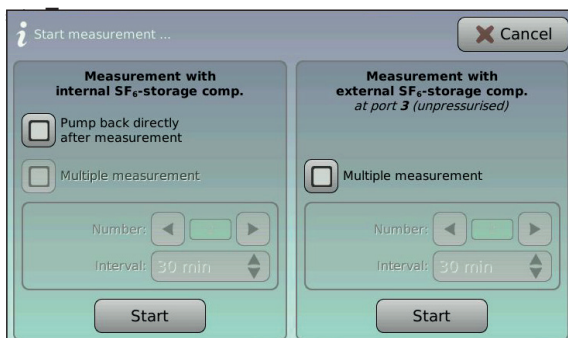 Start measurement ...
Cancel
Measurement with
internal SF₆-storage comp.
Pump back directly
after measurement
Multiple measurement
Number:
Interval: 30 min
Start
Measurement with
external SF₆-storage comp.
at port 3 (unpressurised)
Multiple measurement
Number:
Interval: 30 min
Start